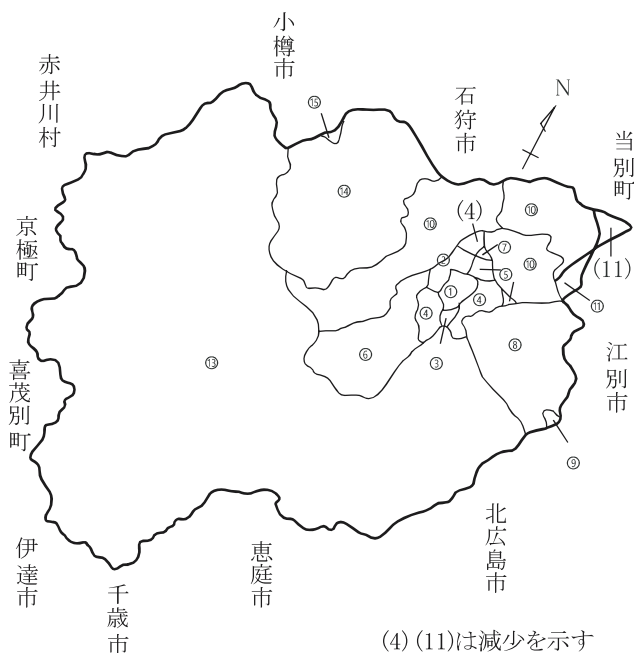 小樽市
赤井川村
⑮
石狩市
N
当別町
⑭
⑩
(4)
⑩
京極町
②
⑦
⑩
(11)
①
⑤
④
④
⑪
⑬
⑥
③
⑧
喜茂別町
江別市
⑨
北広島市
伊達市
恵庭市
千歳市
(4) (11)は減少を示す